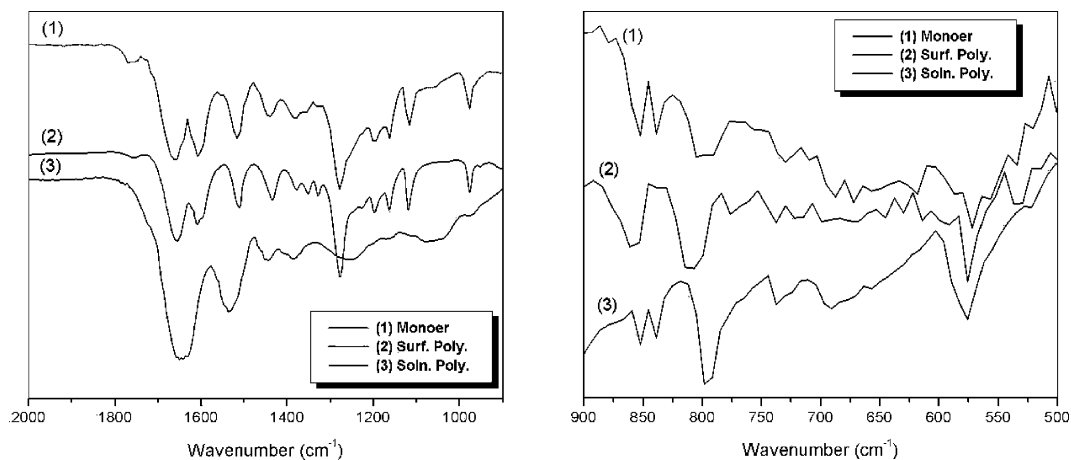 (1)
(2)
(3)
(1) Monoer
(2) Surf. Poly.
(3) Soln. Poly.
2000 1800 1600 1400 1200 1000
Wavenumber (cm-1)
(1)
(1) Monoer
(2) Surf. Poly.
(3) Soln. Poly.
(2)
(3)
900 850 800 750 700 650 600 550 500
Wavenumber (cm-1)